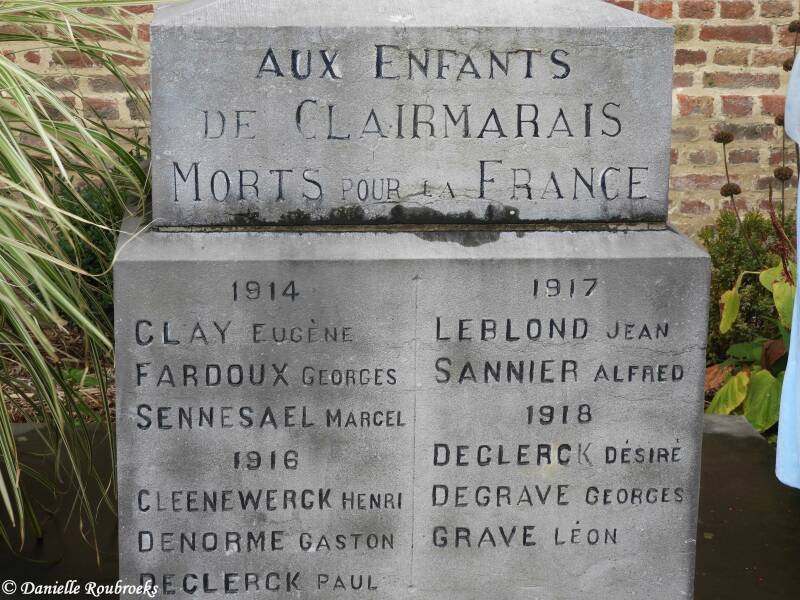 AUX ENFANTS
DE CLAIRMARAIS
MORTS POUR LA FRANCE
1914
CLAY EUGÈNE
FARDOUX GEORGES
SENNESAEL MARCEL
1916
CLEENEWERCK HENRI
DENORME GASTON
DECLERCK PAUL
1917
LEBLOND JEAN
SANNIER ALFRED
1918
DECLERCK DÉSIRÉ
DEGRAVE GEORGES
GRAVE LÉON
© Danielle Roubroeks